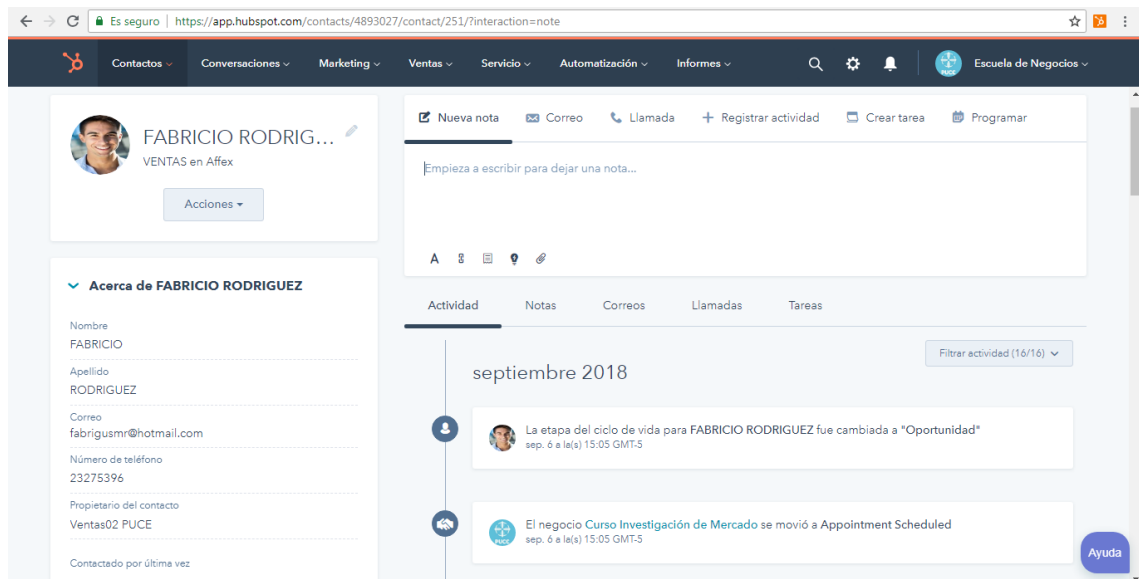 Es seguro | https://app.hubspot.com/contacts/4893027/contact/251/?interaction=note
Contactos Conversaciones Marketing Ventas Servicio Automatización Informes Escuela de Negocios
PUCE
FABRICIO RODRIG...
VENTAS en Affex
Acciones
Acerca de FABRICIO RODRIGUEZ
Nombre
FABRICIO
Apellido
RODRIGUEZ
Correo
fabrigusmr@hotmail.com
Número de teléfono
23275396
Propietario del contacto
Ventas02 PUCE
Contactado por última vez
Nueva nota Correo Llamada Registrar actividad Crear tarea Programar
Empieza a escribir para dejar una nota...
A
Actividad Notas Correos Llamadas Tareas
Filtrar actividad (16/16)
septiembre 2018
La etapa del ciclo de vida para FABRICIO RODRIGUEZ fue cambiada a "Oportunidad"
sep. 6 a la(s) 15:05 GMT-5
PUCE
El negocio Curso Investigación de Mercado se movió a Appointment Scheduled
sep. 6 a la(s) 15:05 GMT-5
Ayuda